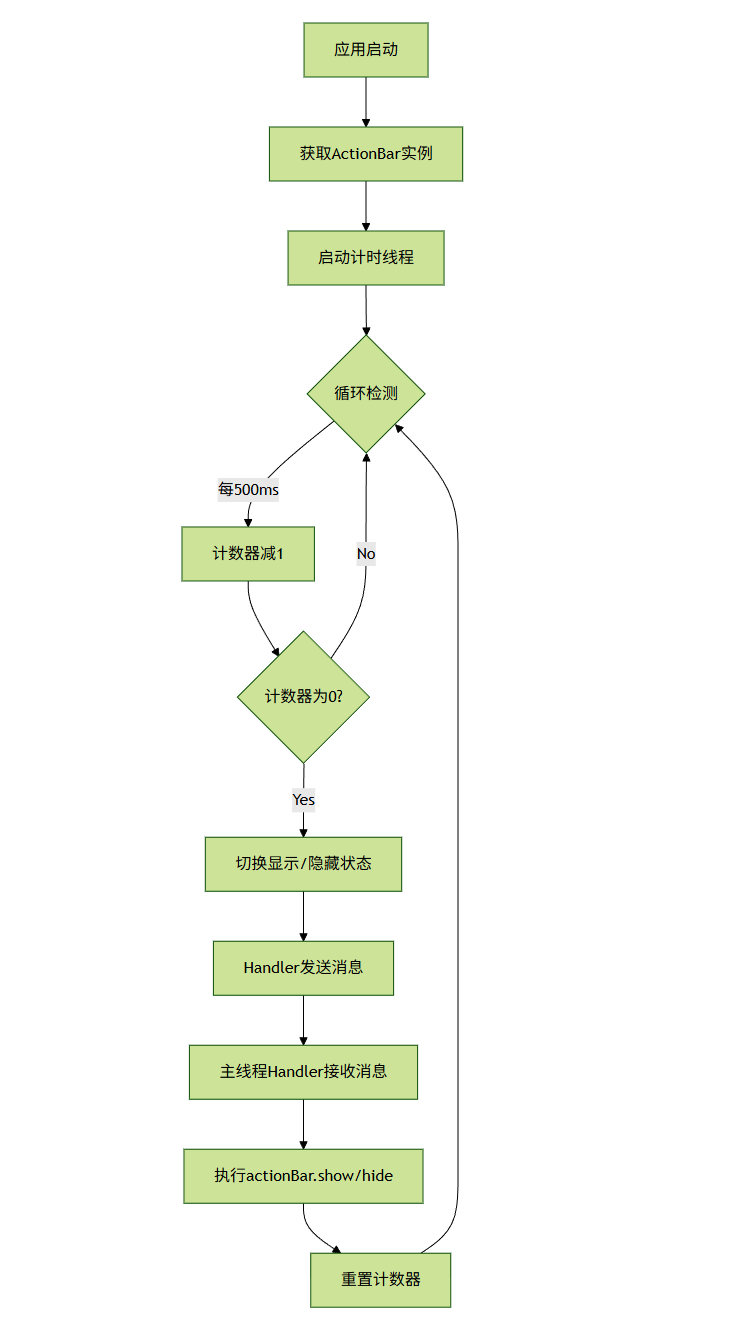 应用启动
获取ActionBar实例
启动计时线程
循环检测
每500ms
计数器减1
No
计数器为0?
Yes
切换显示/隐藏状态
Handler发送消息
主线程Handler接收消息
执行actionBar.show/hide
重置计数器